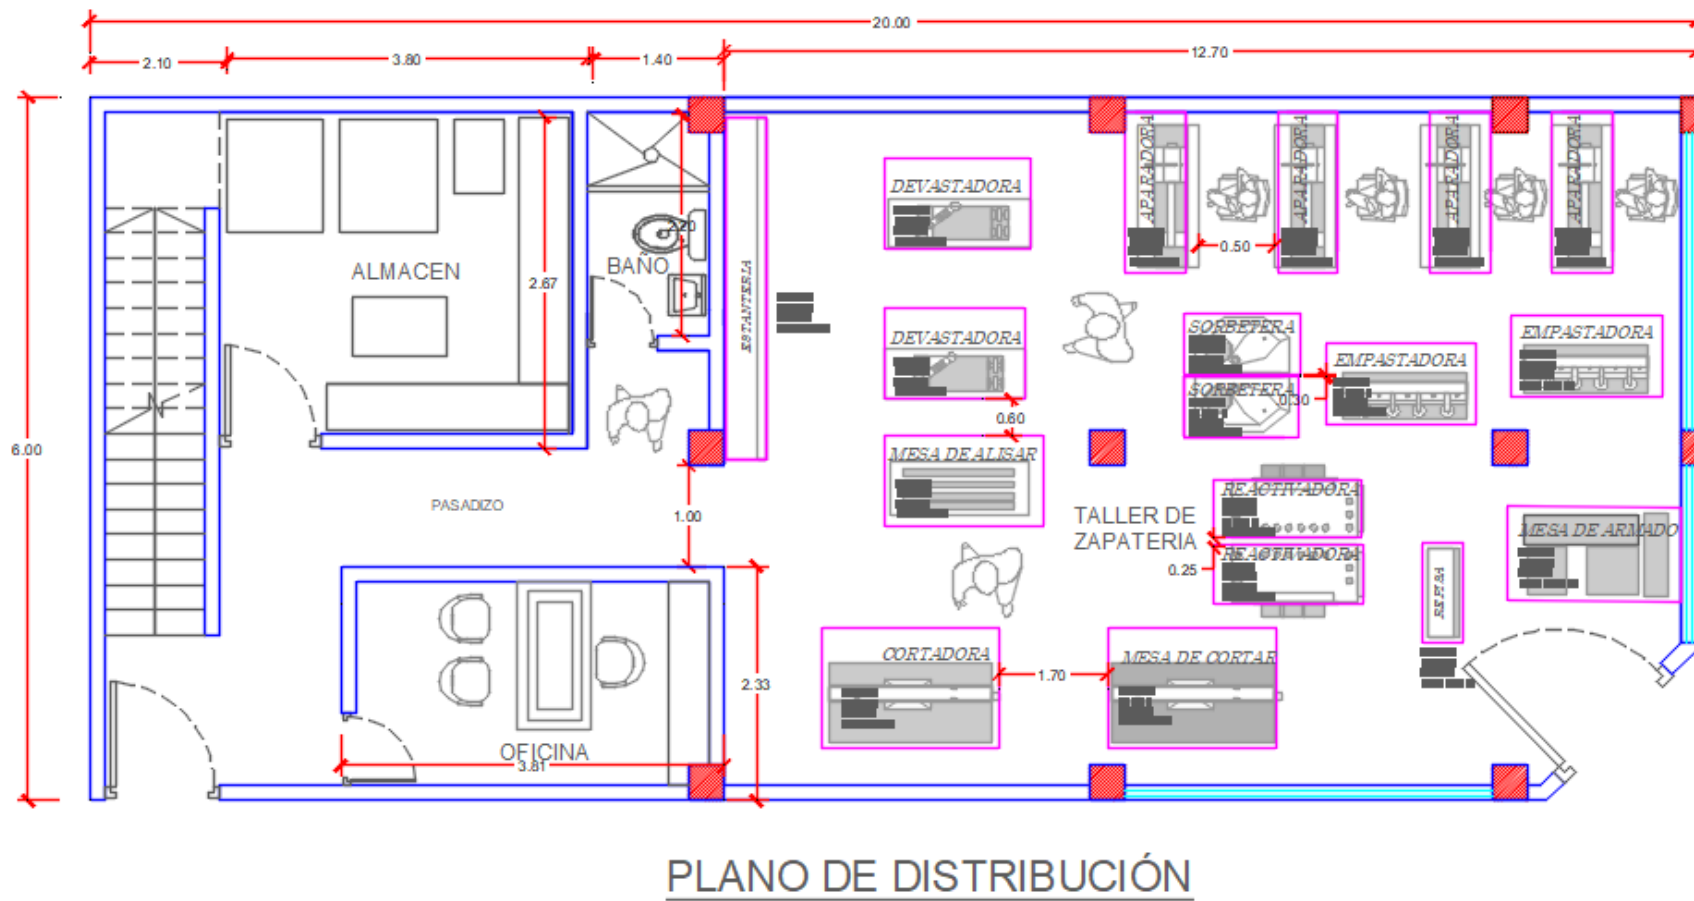 20.00
2.10
3.80
1.40
12.70
6.00
ALMACEN
2.67
BAÑO
2.20
ESTANTERIA
DEVASTADORA
DEVASTADORA
0.60
MESA DE ALISAR
APARADORA
APARADORA
APARADORA
APARADORA
0.50
SORBETERA
SORBETERA
0.30
EMPASTADORA
EMPASTADORA
PASADIZO
1.00
TALLER DE
ZAPATERIA
REACTIVADORA
REACTIVADORA
0.25
MESA DE ARMADO
REPISA
CORTADORA
1.70
MESA DE CORTAR
2.33
OFICINA
3.81
PLANO DE DISTRIBUCIÓN